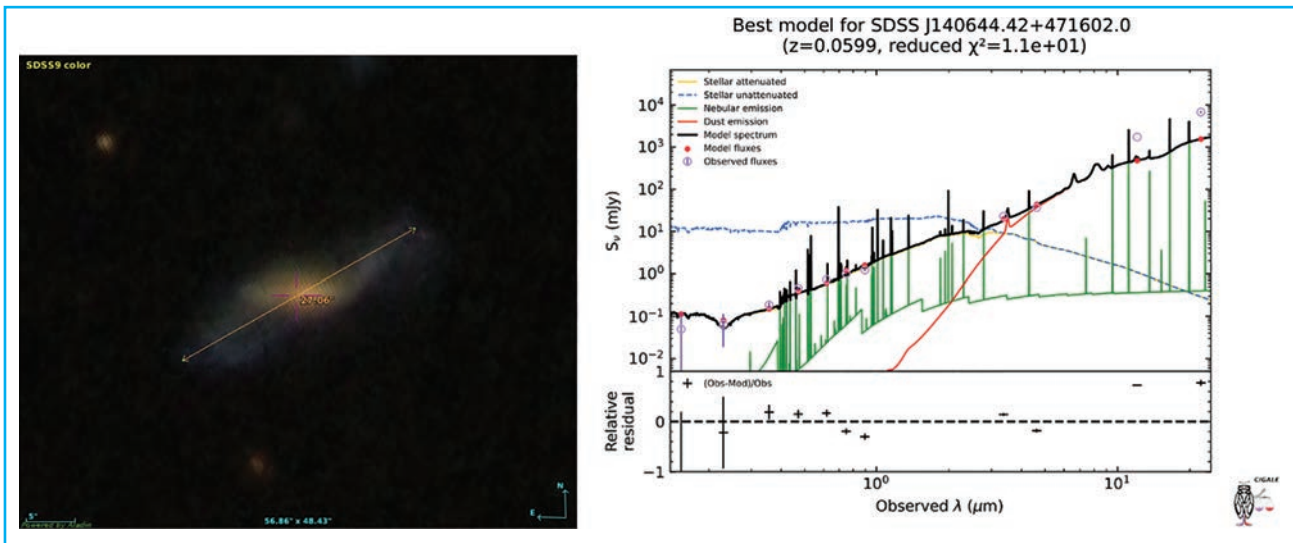 SDSS9 color
27.06"
5"
Powered by Aladin
56.86" x 48.43"
N
E
Best model for SDSS J140644.42+471602.0
(z=0.0599, reduced χ²=1.1e+01)
Stellar attenuated
Stellar unattenuated
Nebular emission
Dust emission
Model spectrum
Model fluxes
Observed fluxes
S_ν (mJy)
10⁴
10³
10²
10¹
10⁰
10⁻¹
10⁻²
1
(Obs-Mod)/Obs
Relative
residual
0
−1
10⁰
10¹
Observed λ (μm)
CIGALE